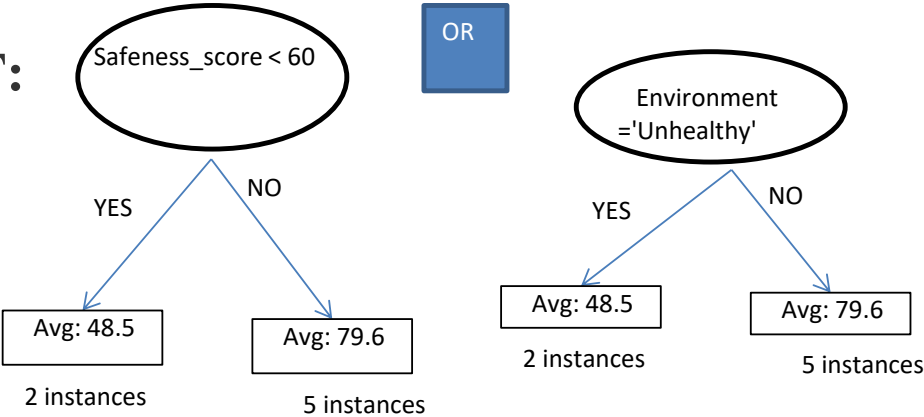 T:
Safeness_score < 60
YES
NO
Avg: 48.5
2 instances
Avg: 79.6
5 instances
OR
Environment
='Unhealthy'
YES
NO
Avg: 48.5
2 instances
Avg: 79.6
5 instances